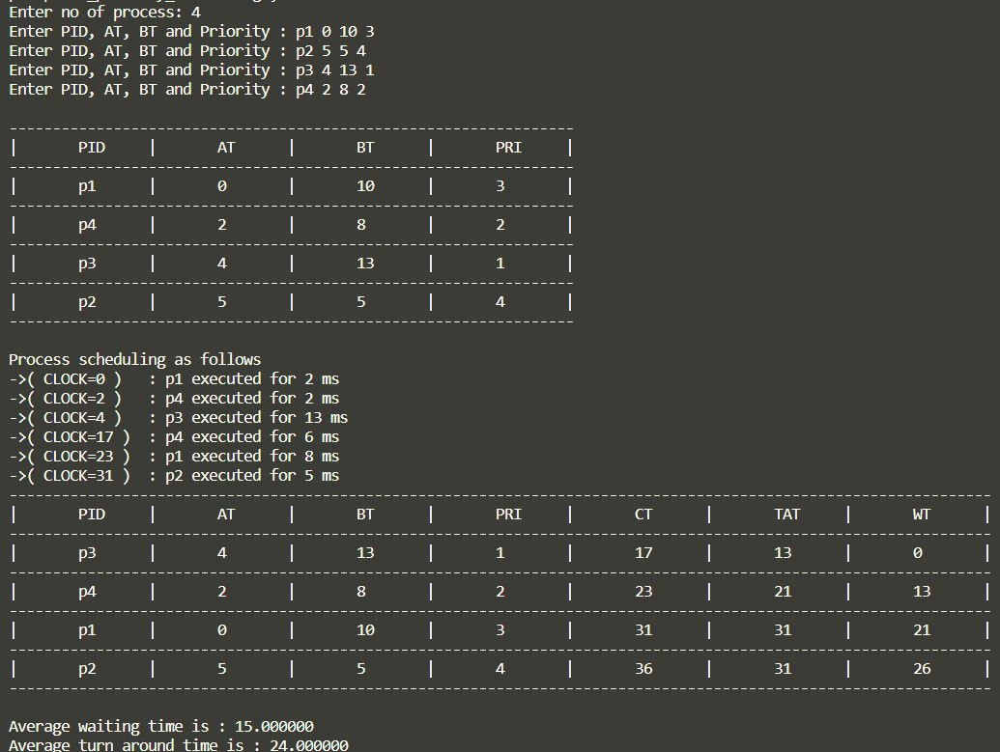 Enter no of process: 4
Enter PID, AT, BT and Priority : p1 0 10 3
Enter PID, AT, BT and Priority : p2 5 5 4
Enter PID, AT, BT and Priority : p3 4 13 1
Enter PID, AT, BT and Priority : p4 2 8 2
-----------------------------------------------------------------
| PID | AT | BT | PRI |
-----------------------------------------------------------------
| p1 | 0 | 10 | 3 |
-----------------------------------------------------------------
| p4 | 2 | 8 | 2 |
-----------------------------------------------------------------
| p3 | 4 | 13 | 1 |
-----------------------------------------------------------------
| p2 | 5 | 5 | 4 |
-----------------------------------------------------------------
Process scheduling as follows
->( CLOCK=0 ) : p1 executed for 2 ms
->( CLOCK=2 ) : p4 executed for 2 ms
->( CLOCK=4 ) : p3 executed for 13 ms
->( CLOCK=17 ) : p4 executed for 6 ms
->( CLOCK=23 ) : p1 executed for 8 ms
->( CLOCK=31 ) : p2 executed for 5 ms
-----------------------------------------------------------------------------------------------------------------
| PID | AT | BT | PRI | CT | TAT | WT |
-----------------------------------------------------------------------------------------------------------------
| p3 | 4 | 13 | 1 | 17 | 13 | 0 |
-----------------------------------------------------------------------------------------------------------------
| p4 | 2 | 8 | 2 | 23 | 21 | 13 |
-----------------------------------------------------------------------------------------------------------------
| p1 | 0 | 10 | 3 | 31 | 31 | 21 |
-----------------------------------------------------------------------------------------------------------------
| p2 | 5 | 5 | 4 | 36 | 31 | 26 |
-----------------------------------------------------------------------------------------------------------------
Average waiting time is : 15.000000
Average turn around time is : 24.000000